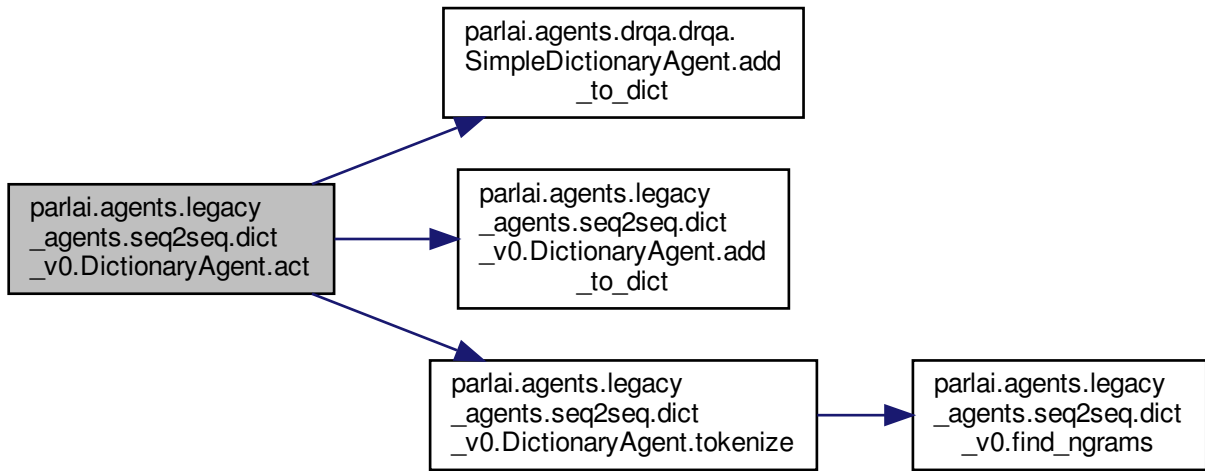 parlai.agents.drqa.drqa.
SimpleDictionaryAgent.add
_to_dict
parlai.agents.legacy
_agents.seq2seq.dict
_v0.DictionaryAgent.act
parlai.agents.legacy
_agents.seq2seq.dict
_v0.DictionaryAgent.add
_to_dict
parlai.agents.legacy
_agents.seq2seq.dict
_v0.DictionaryAgent.tokenize
parlai.agents.legacy
_agents.seq2seq.dict
_v0.find_ngrams